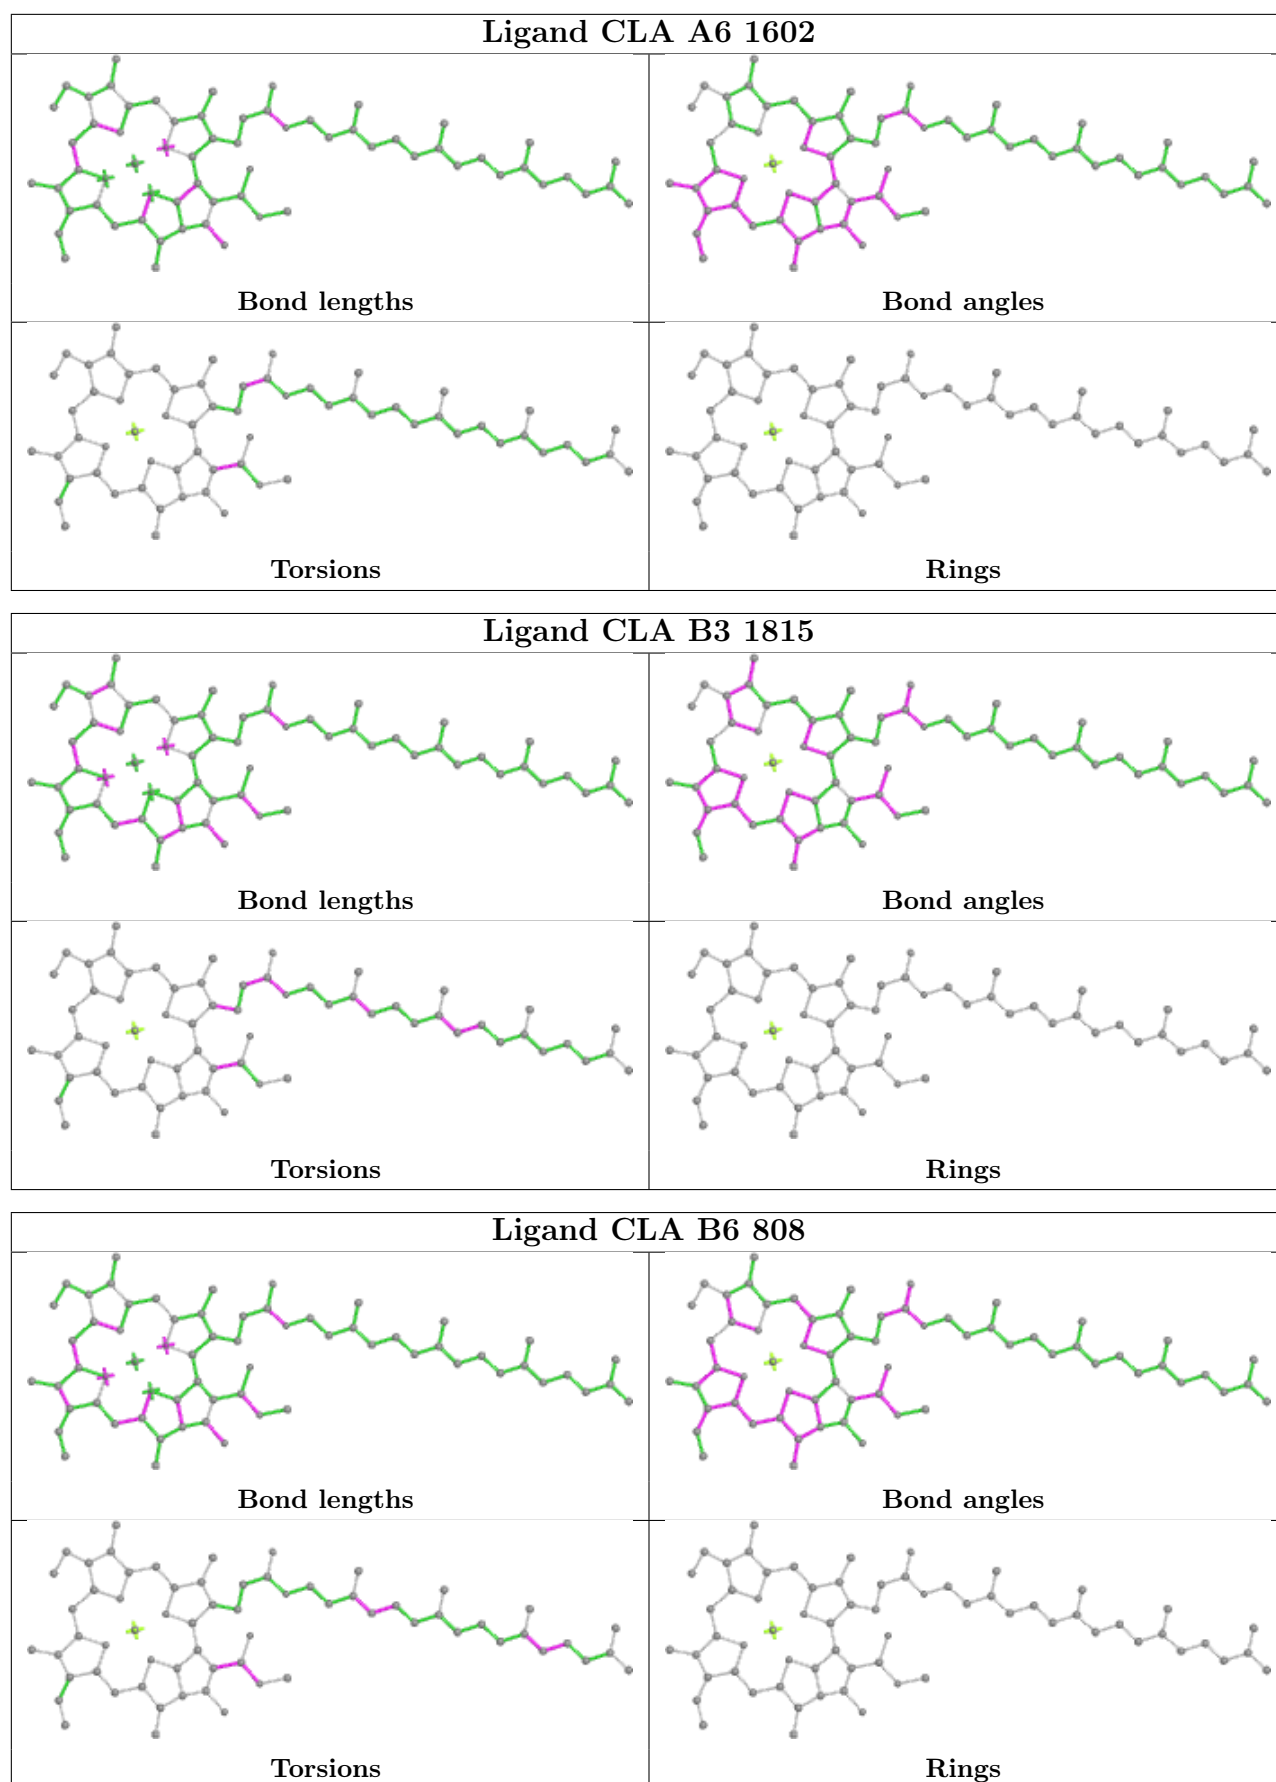 Ligand CLA A6 1602
Bond lengths
Bond angles
Torsions
Rings
Ligand CLA B3 1815
Bond lengths
Bond angles
Torsions
Rings
Ligand CLA B6 808
Bond lengths
Bond angles
Torsions
Rings